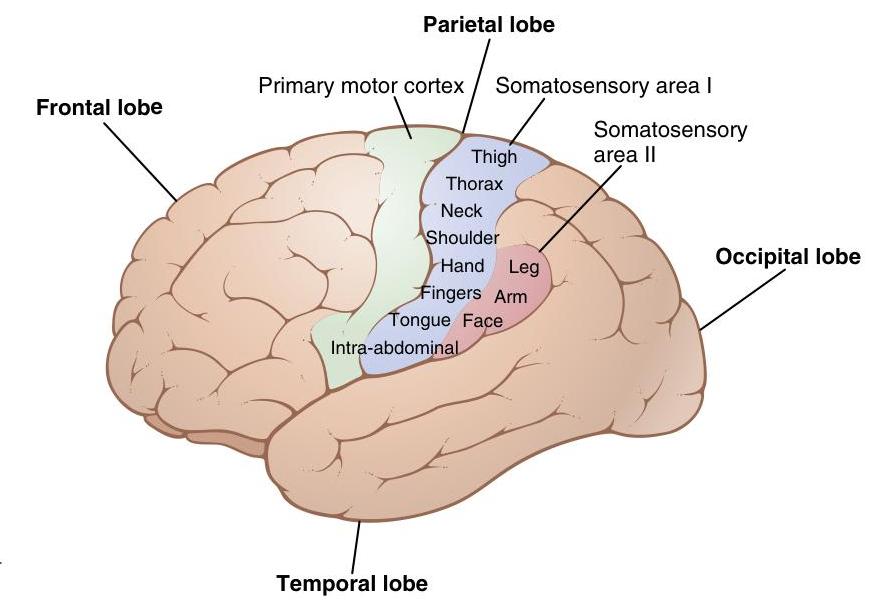 Parietal lobe
Primary motor cortex
Somatosensory area I
Frontal lobe
Somatosensory
area II
Thigh
Thorax
Neck
Shoulder
Hand
Leg
Fingers
Arm
Tongue
Face
Intra-abdominal
Occipital lobe
Temporal lobe